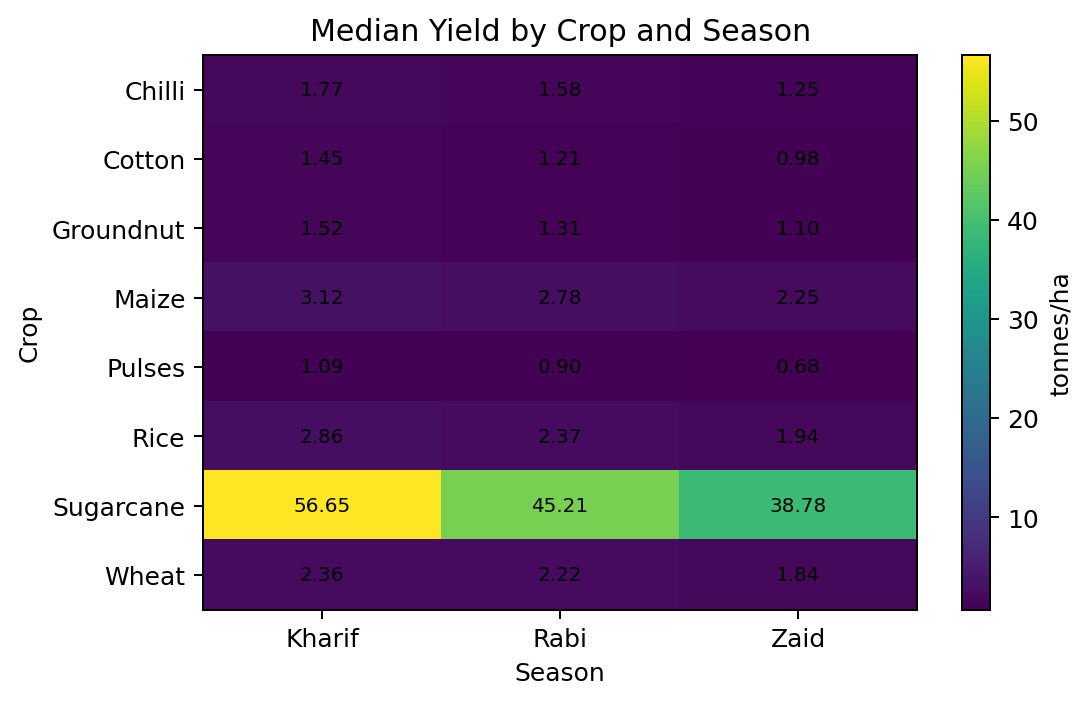 Median Yield by Crop and Season
Chilli 1.77 1.58 1.25
Cotton 1.45 1.21 0.98
Groundnut 1.52 1.31 1.10
Maize 3.12 2.78 2.25
Pulses 1.09 0.90 0.68
Rice 2.86 2.37 1.94
Sugarcane 56.65 45.21 38.78
Wheat 2.36 2.22 1.84
Kharif Rabi Zaid
Season
Crop
50
40
30
20
10
tonnes/ha